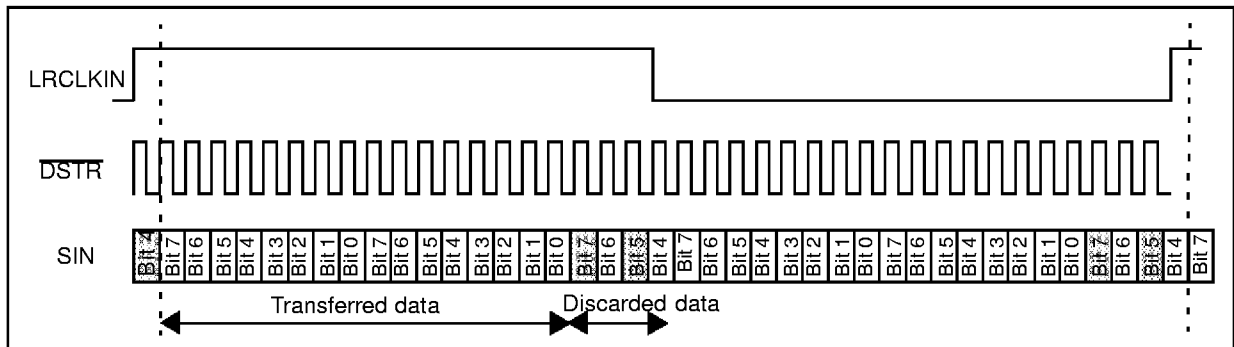 LRCLKIN
DSTR
SIN
Bit 4 Bit 7 Bit 6 Bit 5 Bit 4 Bit 3 Bit 2 Bit 1 Bit 0 Bit 7 Bit 6 Bit 5 Bit 4 Bit 3 Bit 2 Bit 1 Bit 0 Bit 7 Bit 6 Bit 5 Bit 4 Bit 7 Bit 6 Bit 5 Bit 4 Bit 3 Bit 2 Bit 1 Bit 0 Bit 7 Bit 6 Bit 5 Bit 4 Bit 3 Bit 2 Bit 1 Bit 0 Bit 7 Bit 6 Bit 5 Bit 4 Bit 7
Transferred data
Discarded data